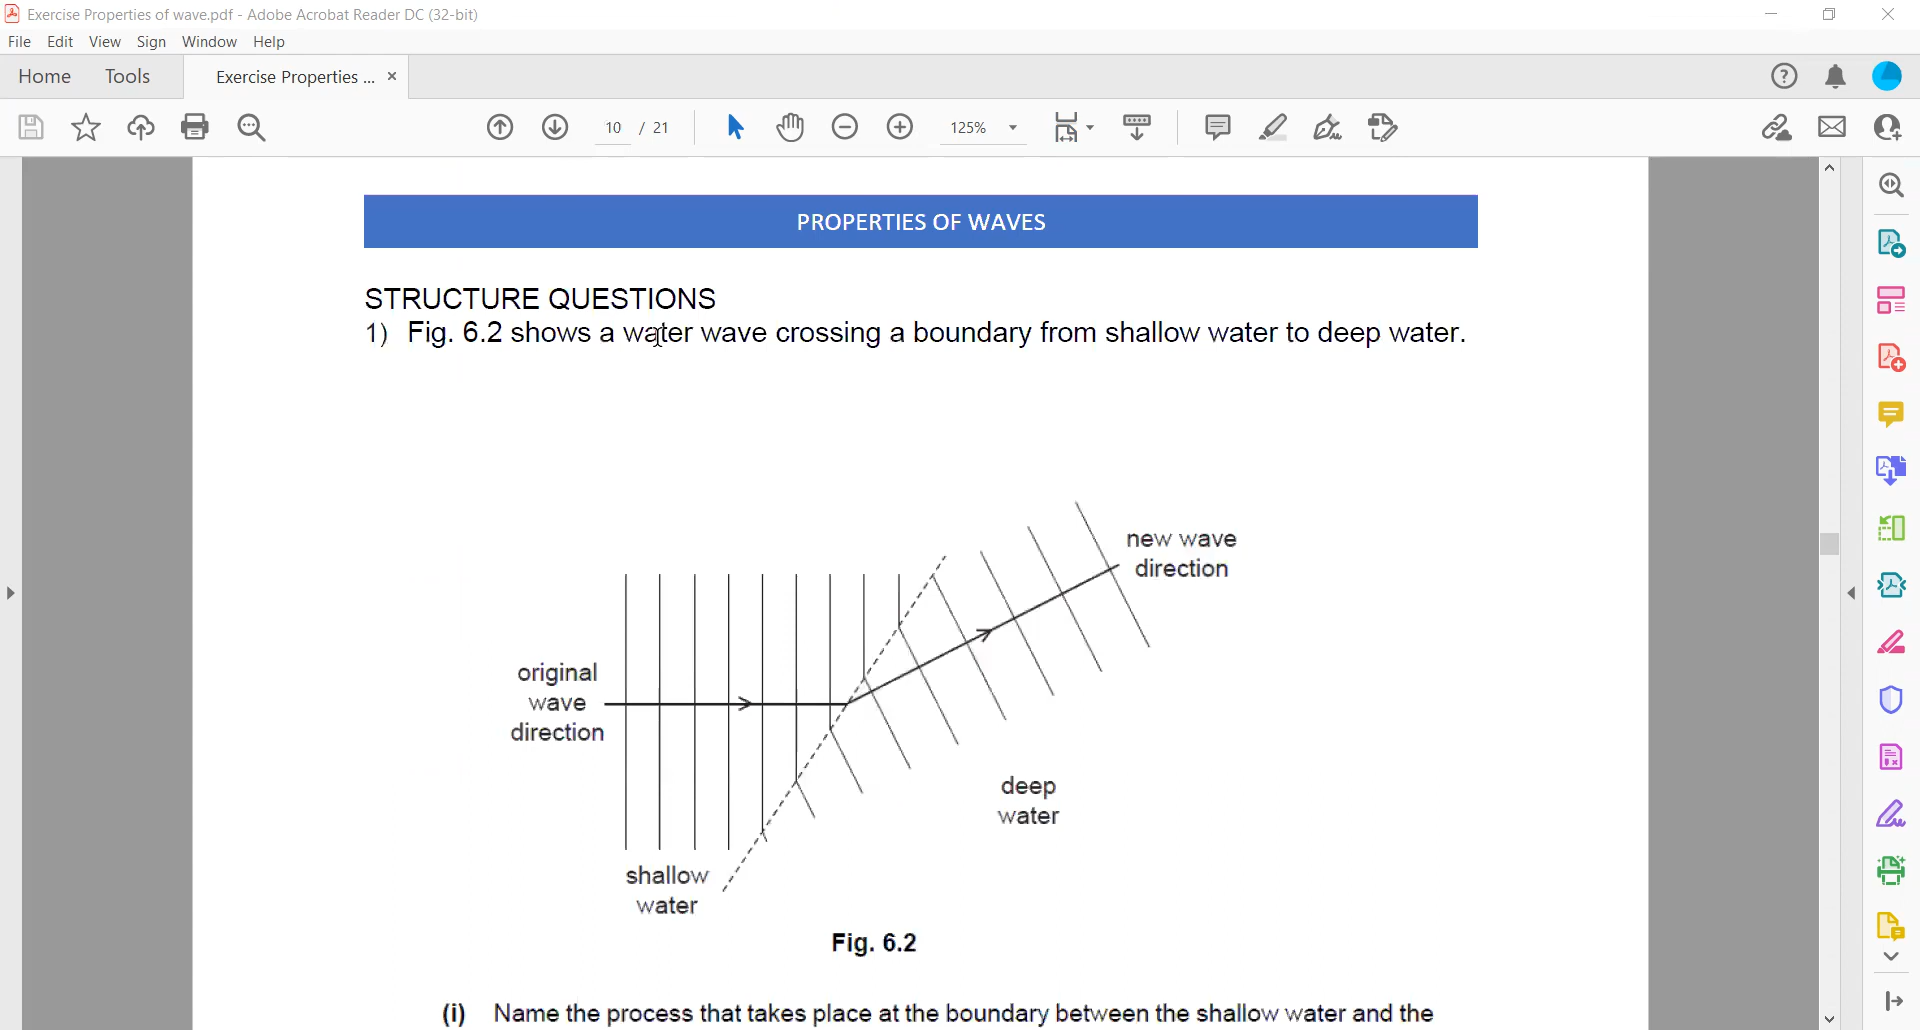 Exercise Properties of wave.pdf - Adobe Acrobat Reader DC (32-bit)
File Edit View Sign Window Help
Home Tools Exercise Properties ... ×
10 / 21 125%
PROPERTIES OF WAVES
STRUCTURE QUESTIONS
1) Fig. 6.2 shows a water wave crossing a boundary from shallow water to deep water.
new wave
direction
original
wave
direction
deep
water
shallow
water
Fig. 6.2
(i) Name the process that takes place at the boundary between the shallow water and the